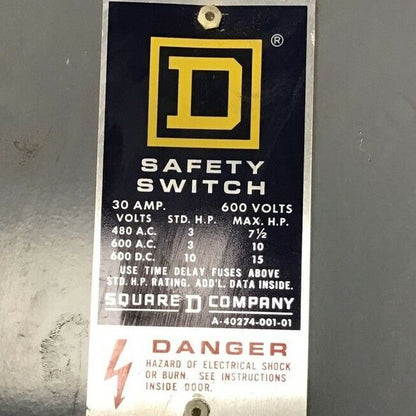 D ®
SAFETY
SWITCH
30 AMP. 600 VOLTS
VOLTS STD. H.P. MAX. H.P.
480 A.C. 3 7½
600 A.C. 3 10
600 D.C. 10 15
USE TIME DELAY FUSES ABOVE
STD. H.P. RATING. ADD'L. DATA INSIDE.
SQUARE D COMPANY
A-40274-001-01
DANGER
HAZARD OF ELECTRICAL SHOCK
OR BURN. SEE INSTRUCTIONS
INSIDE DOOR.